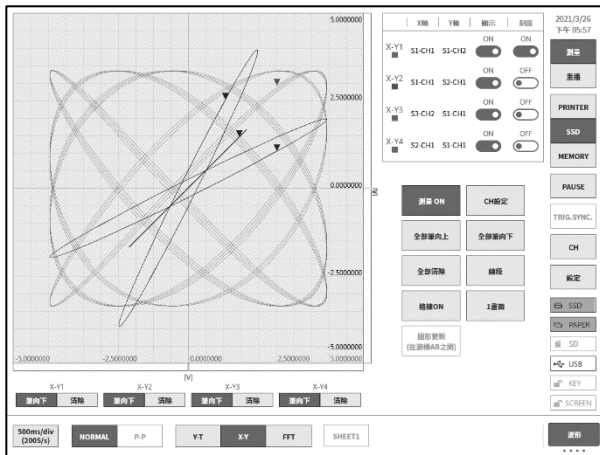 5.0000000
2.5000000
0.0000000
-2.5000000
-5.0000000
[V]
-5.0000000 -2.5000000 0.0000000 2.5000000 5.0000000
[V]
X軸 Y軸 顯示 刻度
X-Y1 S1-CH1 S1-CH2 ON ON
X-Y2 S2-CH1 S1-CH1 ON OFF
X-Y3 S3-CH2 S1-CH1 ON OFF
X-Y4 S2-CH1 S1-CH1 ON OFF
測量 ON CH設定
全部筆向上 全部筆向下
全部清除 線段
格線ON 1畫面
圖形更新
(在游標AB之間)
2021/3/26
下午 05:57
測量
重播
PRINTER
SSD
MEMORY
PAUSE
TRIG.SYNC.
CH
設定
SSD
PAPER
SD
USB
KEY
SCREEN
X-Y1 X-Y2 X-Y3 X-Y4
筆向下 清除 筆向下 清除 筆向下 清除 筆向下 清除
500ms/div
(200S/s)
NORMAL P-P Y-T X-Y FFT SHEET1
波形